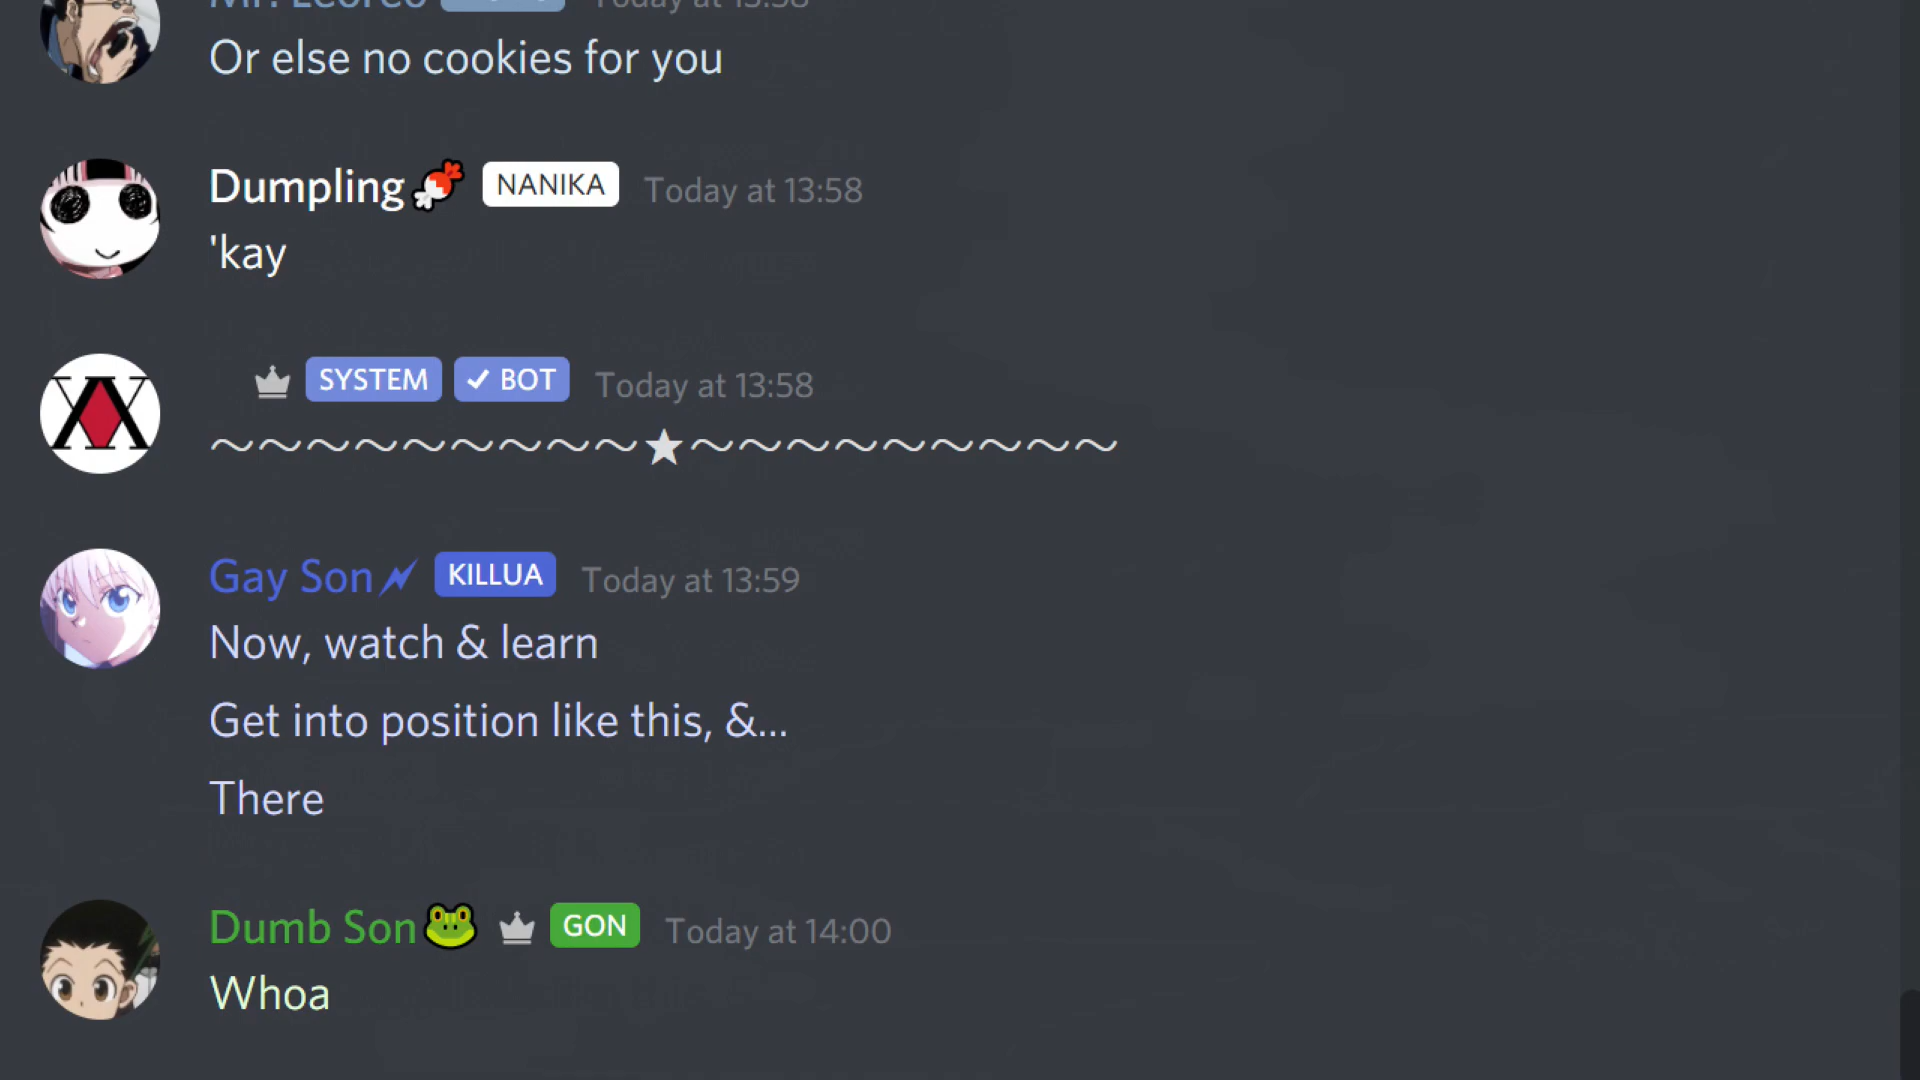 Or else no cookies for you
Dumpling NANIKA Today at 13:58
'kay
SYSTEM ✓ BOT Today at 13:58
~~~~~~~~~★~~~~~~~~~
Gay Son KILLUA Today at 13:59
Now, watch & learn
Get into position like this, &...
There
Dumb Son🐸 GON Today at 14:00
Whoa